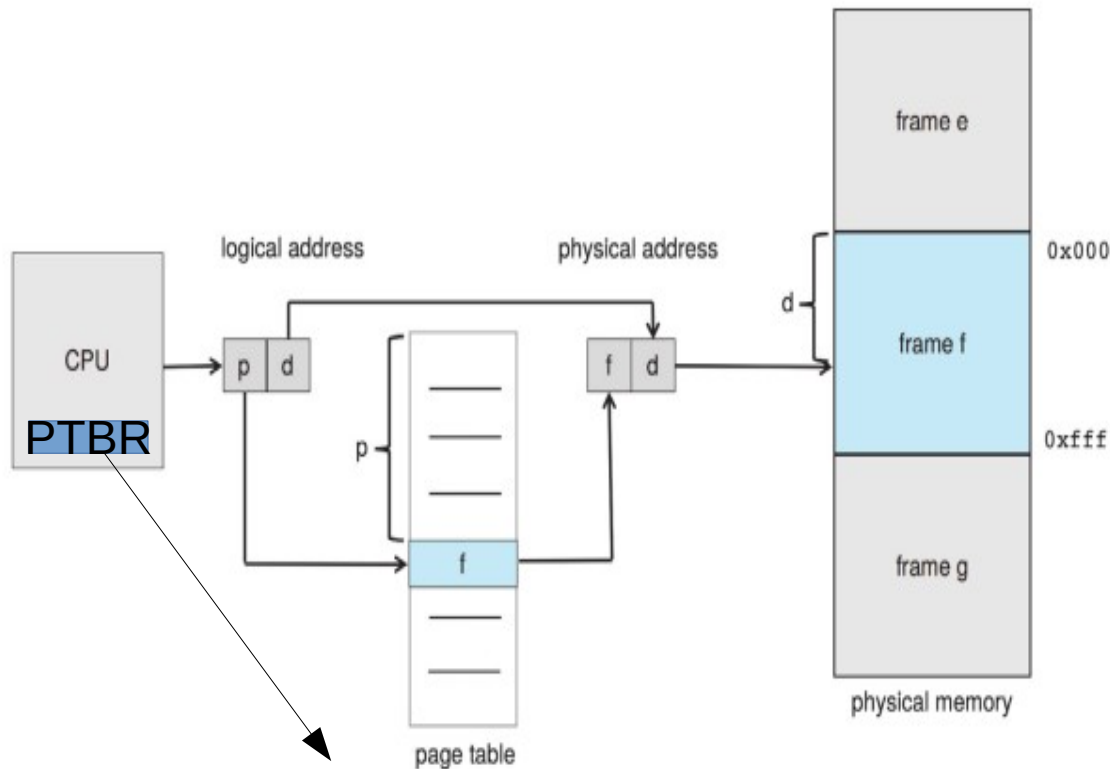 frame e
logical address
physical address
0x000
d
CPU
p d
f d
frame f
PTBR
p
0xfff
f
frame g
physical memory
page table